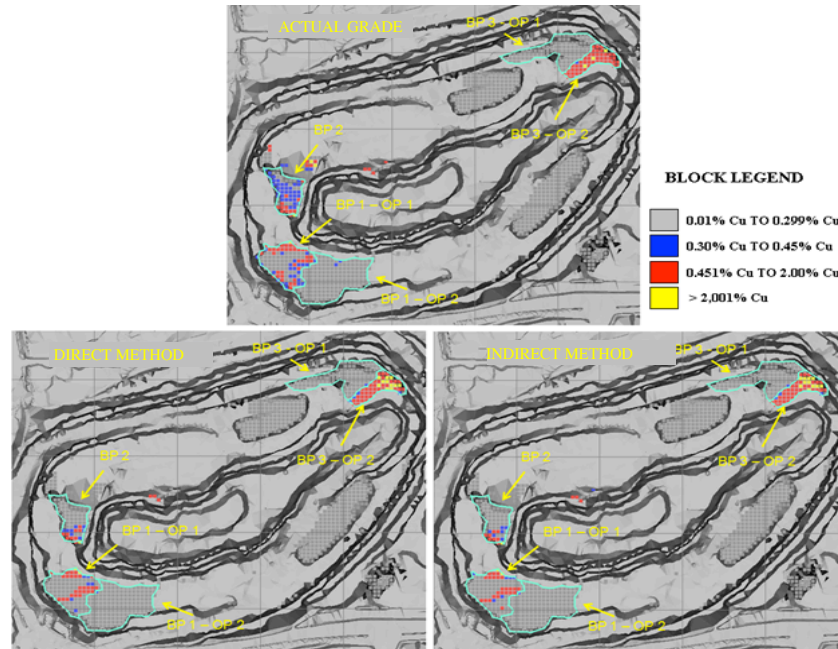 ACTUAL GRADE
BP 3 - OP 1
BP 2
BP 3 – OP 2
BP 1 – OP 1
BP 1 – OP 2
BLOCK LEGEND
0.01% Cu TO 0.299% Cu
0.30% Cu TO 0.45% Cu
0.451% Cu TO 2.00% Cu
> 2,001% Cu
DIRECT METHOD
BP 3 - OP 1
BP 2
BP 3 – OP 2
BP 1 – OP 1
BP 1 – OP 2
INDIRECT METHOD
BP 3 - OP 1
BP 2
BP 3 – OP 2
BP 1 – OP 1
BP 1 – OP 2